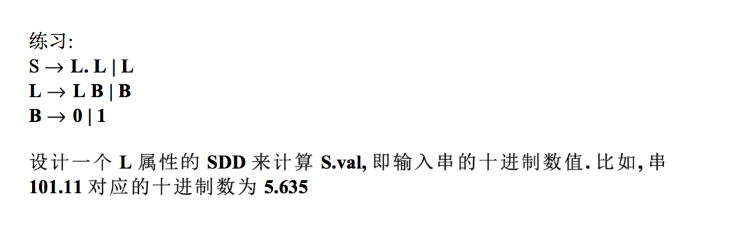 练习:
S → L. L | L
L → L B | B
B → 0 | 1
设计一个 L 属性的 SDD 来计算 S.val, 即输入串的十进制数值. 比如, 串
101.11 对应的十进制数为 5.635